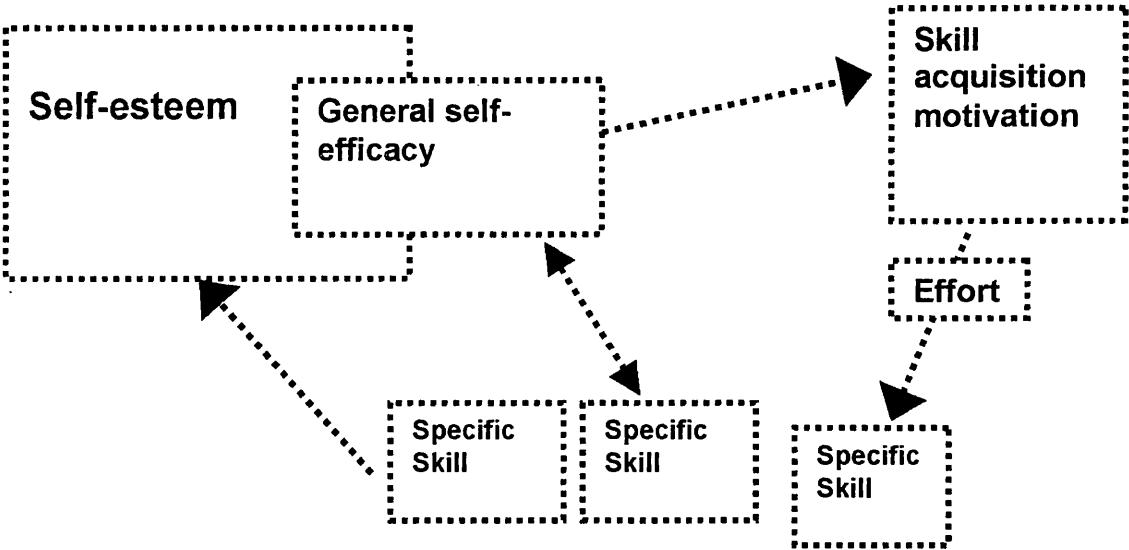 Self-esteem
General self-
efficacy
Skill
acquisition
motivation
Effort
Specific
Skill
Specific
Skill
Specific
Skill